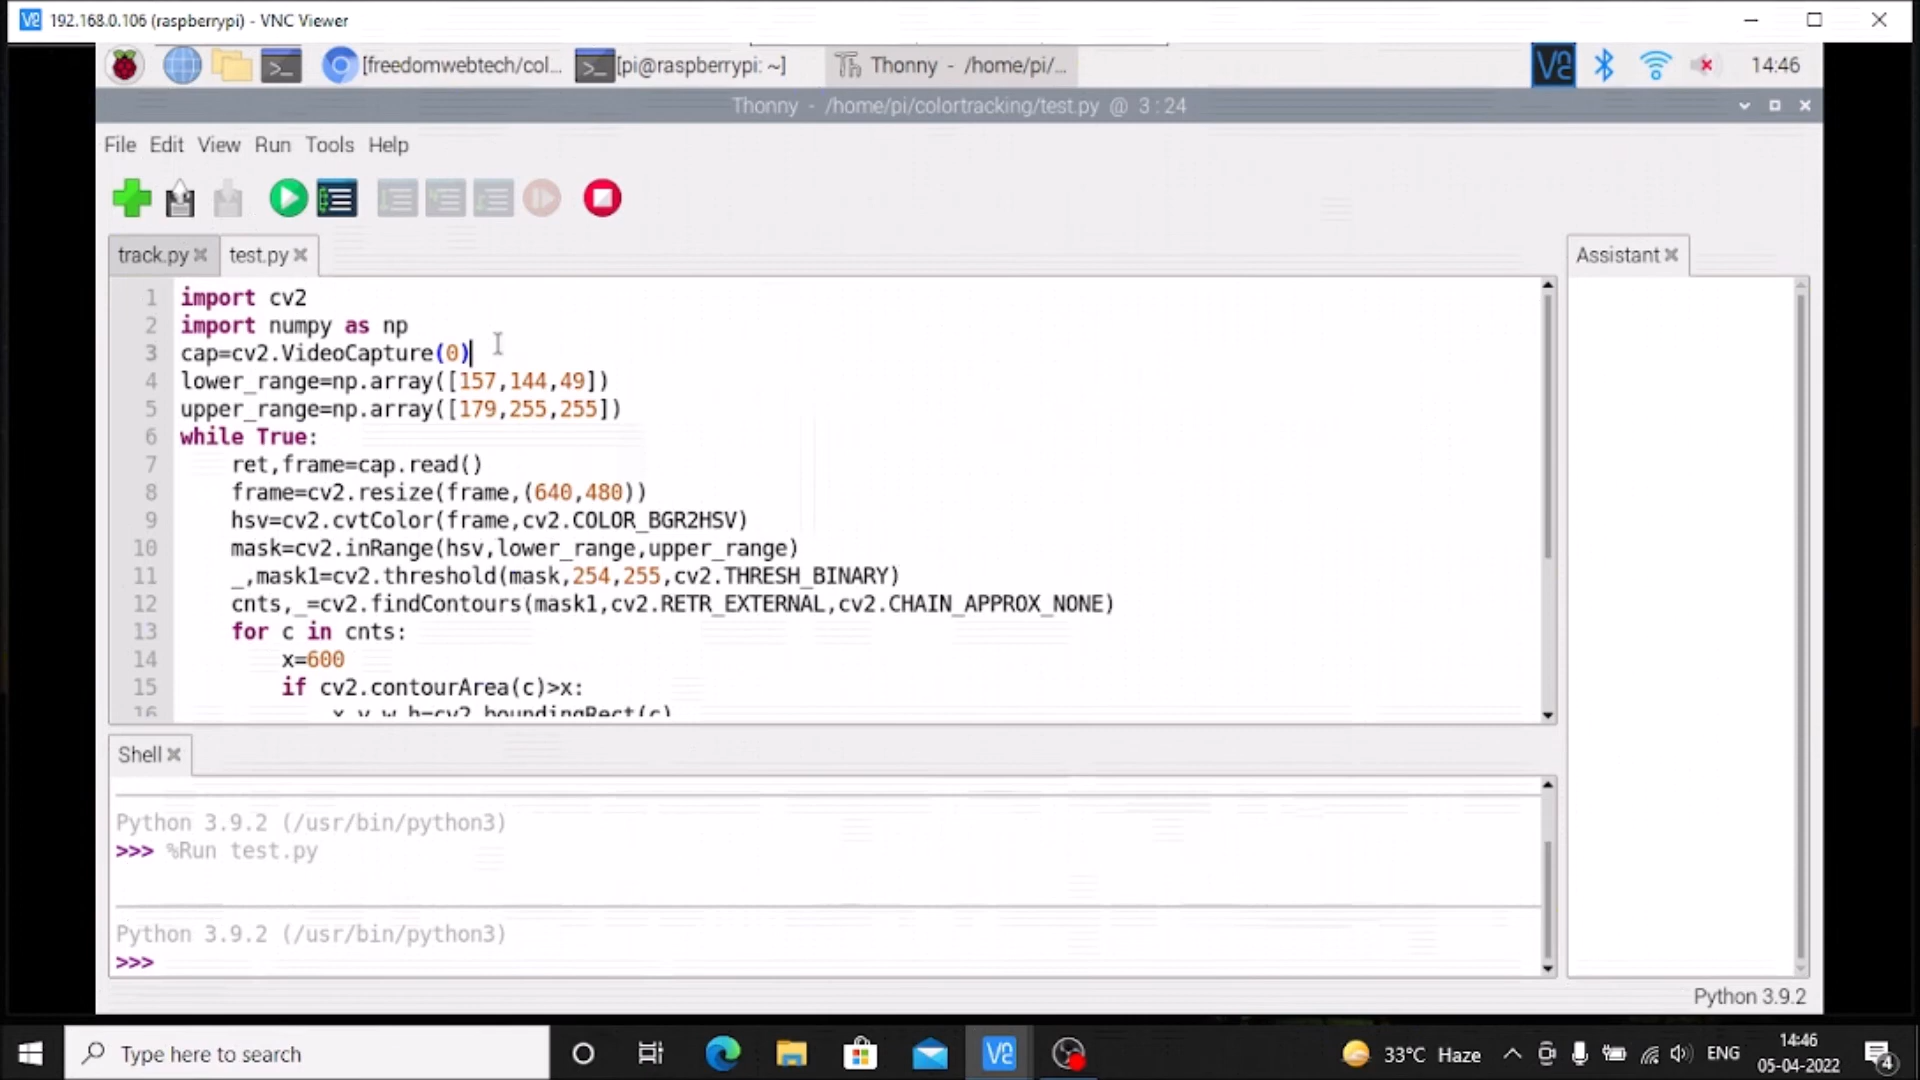 192.168.0.106 (raspberrypi) - VNC Viewer
[freedomwebtech/col... [pi@raspberrypi: ~] Thonny - /home/pi/... 14:46
Thonny - /home/pi/colortracking/test.py @ 3:24
File Edit View Run Tools Help
track.py test.py Assistant
1 import cv2
2 import numpy as np
3 cap=cv2.VideoCapture(0)
4 lower_range=np.array([157,144,49])
5 upper_range=np.array([179,255,255])
6 while True:
7 ret,frame=cap.read()
8 frame=cv2.resize(frame,(640,480))
9 hsv=cv2.cvtColor(frame,cv2.COLOR_BGR2HSV)
10 mask=cv2.inRange(hsv,lower_range,upper_range)
11 _,mask1=cv2.threshold(mask,254,255,cv2.THRESH_BINARY)
12 cnts,_=cv2.findContours(mask1,cv2.RETR_EXTERNAL,cv2.CHAIN_APPROX_NONE)
13 for c in cnts:
14 x=600
15 if cv2.contourArea(c)>x:
16 x,y,w,h=cv2.boundingRect(c)
Shell
Python 3.9.2 (/usr/bin/python3)
>>> %Run test.py
Python 3.9.2 (/usr/bin/python3)
>>>
Python 3.9.2
Type here to search 33°C Haze ENG 14:46
05-04-2022 4